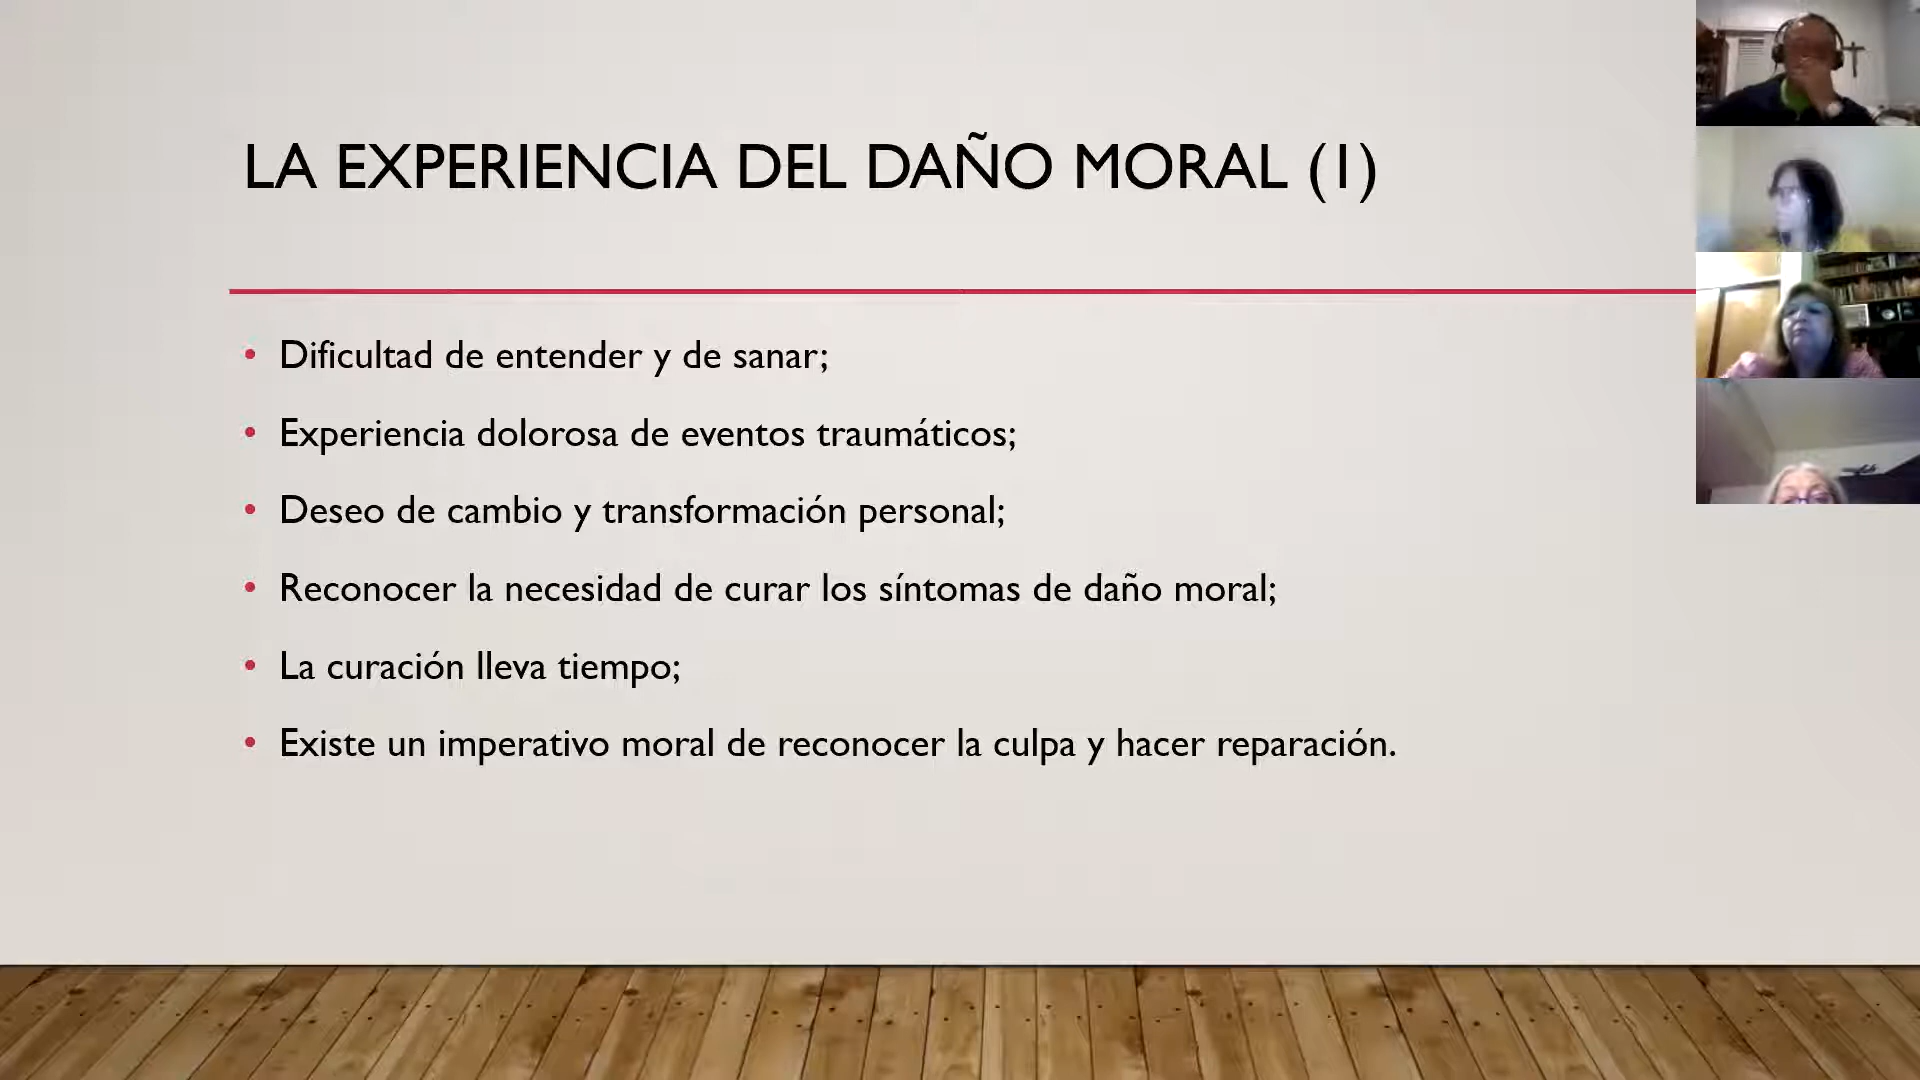 LA EXPERIENCIA DEL DAÑO MORAL (1)
• Dificultad de entender y de sanar;
• Experiencia dolorosa de eventos traumáticos;
• Deseo de cambio y transformación personal;
• Reconocer la necesidad de curar los síntomas de daño moral;
• La curación lleva tiempo;
• Existe un imperativo moral de reconocer la culpa y hacer reparación.